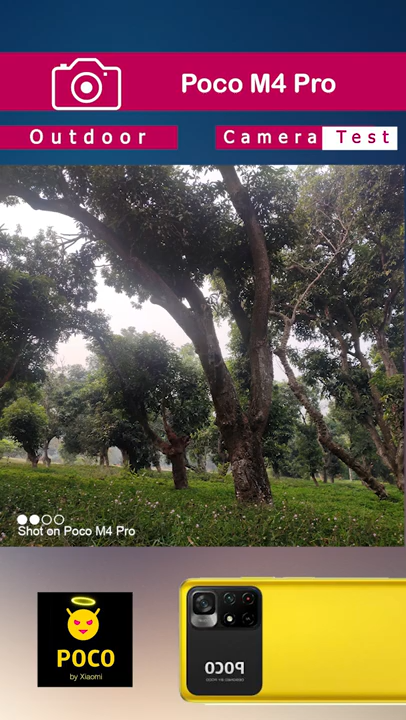 Poco M4 Pro
Outdoor
Camera Test
Shot on Poco M4 Pro
POCO
by Xiaomi
POCO